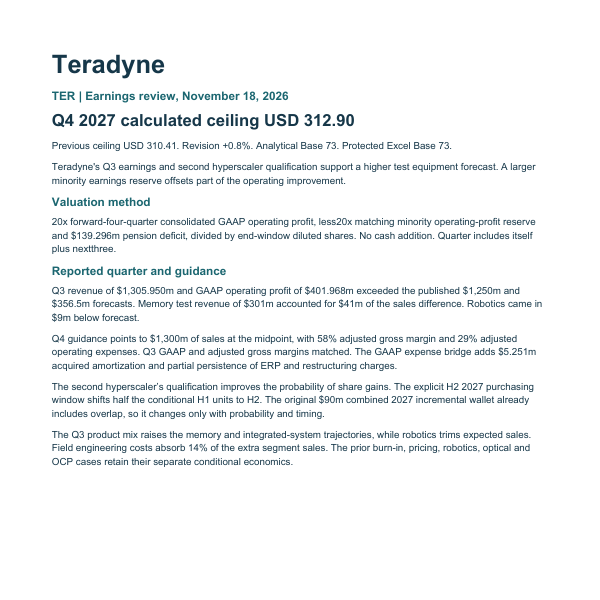 Teradyne
TER | Earnings review, November 18, 2026
Q4 2027 calculated ceiling USD 312.90
Previous ceiling USD 310.41. Revision +0.8%. Analytical Base 73. Protected Excel Base 73.
Teradyne's Q3 earnings and second hyperscaler qualification support a higher test equipment forecast. A larger
minority earnings reserve offsets part of the operating improvement.
Valuation method
20x forward-four-quarter consolidated GAAP operating profit, less20x matching minority operating-profit reserve
and $139.296m pension deficit, divided by end-window diluted shares. No cash addition. Quarter includes itself
plus nextthree.
Reported quarter and guidance
Q3 revenue of $1,305.950m and GAAP operating profit of $401.968m exceeded the published $1,250m and
$356.5m forecasts. Memory test revenue of $301m accounted for $41m of the sales difference. Robotics came in
$9m below forecast.
Q4 guidance points to $1,300m of sales at the midpoint, with 58% adjusted gross margin and 29% adjusted
operating expenses. Q3 GAAP and adjusted gross margins matched. The GAAP expense bridge adds $5.251m
acquired amortization and partial persistence of ERP and restructuring charges.
The second hyperscaler’s qualification improves the probability of share gains. The explicit H2 2027 purchasing
window shifts half the conditional H1 units to H2. The original $90m combined 2027 incremental wallet already
includes overlap, so it changes only with probability and timing.
The Q3 product mix raises the memory and integrated-system trajectories, while robotics trims expected sales.
Field engineering costs absorb 14% of the extra segment sales. The prior burn-in, pricing, robotics, optical and
OCP cases retain their separate conditional economics.